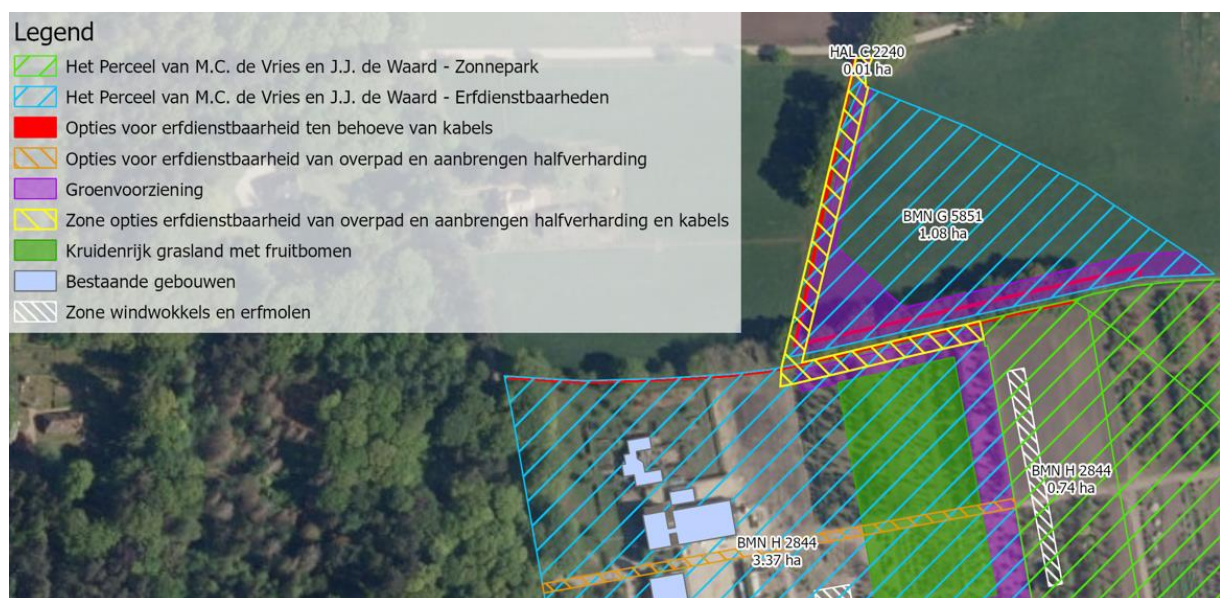 Legend
Het Perceel van M.C. de Vries en J.J. de Waard - Zonnepark
Het Perceel van M.C. de Vries en J.J. de Waard - Erfdienstbaarheden
Opties voor erfdienstbaarheid ten behoeve van kabels
Opties voor erfdienstbaarheid van overpad en aanbrengen halfverharding
Groenvoorziening
Zone opties erfdienstbaarheid van overpad en aanbrengen halfverharding en kabels
Kruidenrijk grasland met fruitbomen
Bestaande gebouwen
Zone windwokkels en erfmolen
HAL C 2240
0.01 ha
BMN G 5851
1.08 ha
BMN H 2844
0.74 ha
BMN H 2844
3.37 ha